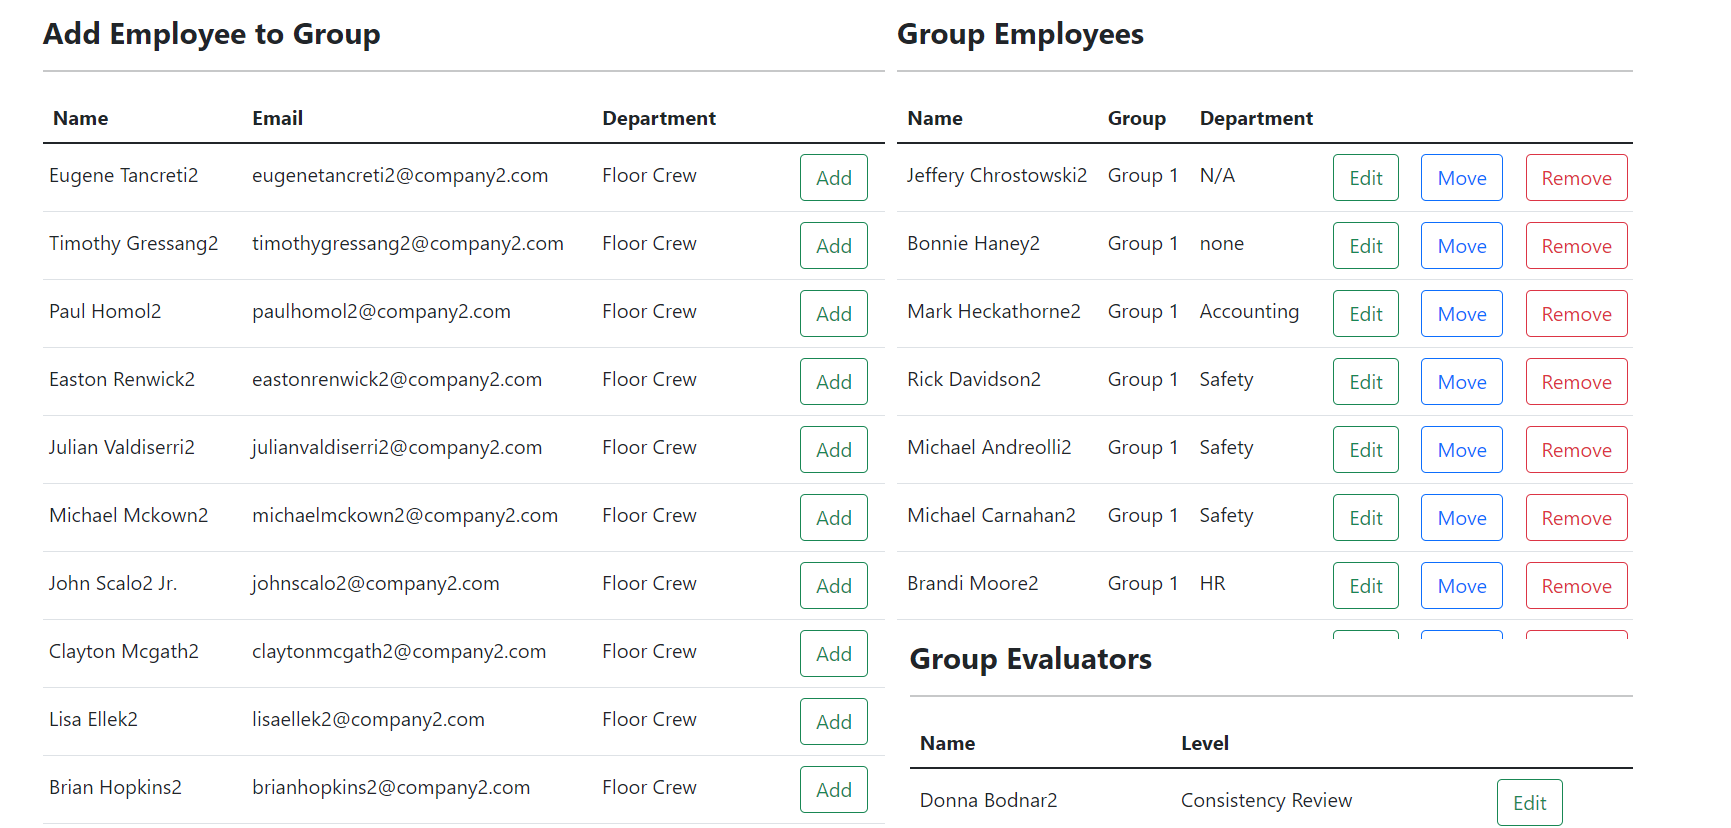 Add Employee to Group
Name Email Department
Eugene Tancreti2 eugenetancreti2@company2.com Floor Crew Add
Timothy Gressang2 timothygressang2@company2.com Floor Crew Add
Paul Homol2 paulhomol2@company2.com Floor Crew Add
Easton Renwick2 eastonrenwick2@company2.com Floor Crew Add
Julian Valdiserri2 julianvaldiserri2@company2.com Floor Crew Add
Michael Mckown2 michaelmckown2@company2.com Floor Crew Add
John Scalo2 Jr. johnscalo2@company2.com Floor Crew Add
Clayton Mcgath2 claytonmcgath2@company2.com Floor Crew Add
Lisa Ellek2 lisaellek2@company2.com Floor Crew Add
Brian Hopkins2 brianhopkins2@company2.com Floor Crew Add
Group Employees
Name Group Department
Jeffery Chrostowski2 Group 1 N/A Edit Move Remove
Bonnie Haney2 Group 1 none Edit Move Remove
Mark Heckathorne2 Group 1 Accounting Edit Move Remove
Rick Davidson2 Group 1 Safety Edit Move Remove
Michael Andreolli2 Group 1 Safety Edit Move Remove
Michael Carnahan2 Group 1 Safety Edit Move Remove
Brandi Moore2 Group 1 HR Edit Move Remove
Group Evaluators
Name Level
Donna Bodnar2 Consistency Review Edit